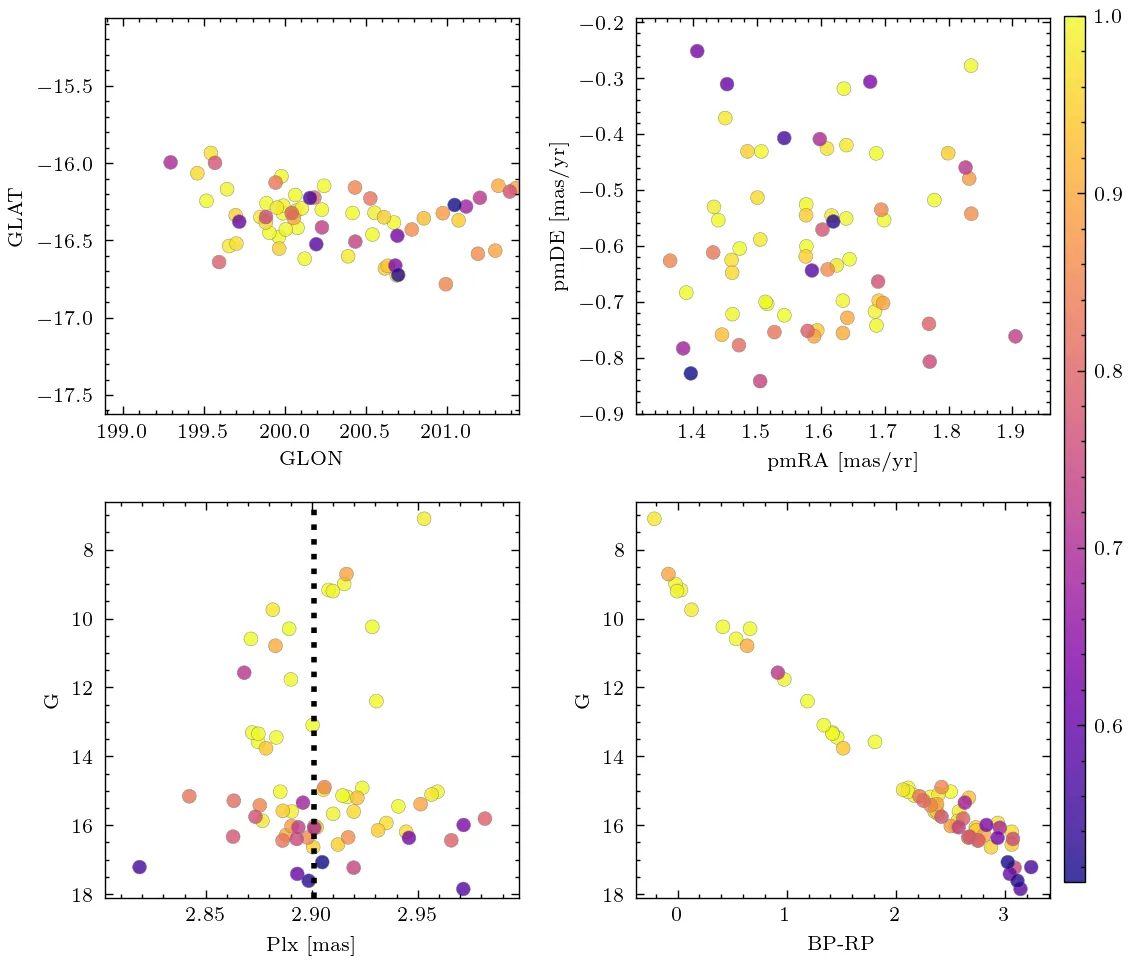 GLAT
−15.5
−16.0
−16.5
−17.0
−17.5
199.0 199.5 200.0 200.5 201.0
GLON
pmDE [mas/yr]
−0.2
−0.3
−0.4
−0.5
−0.6
−0.7
−0.8
−0.9
1.4 1.5 1.6 1.7 1.8 1.9
pmRA [mas/yr]
1.0
0.9
0.8
0.7
0.6
G
8
10
12
14
16
18
2.85 2.90 2.95
Plx [mas]
G
8
10
12
14
16
18
0 1 2 3
BP-RP